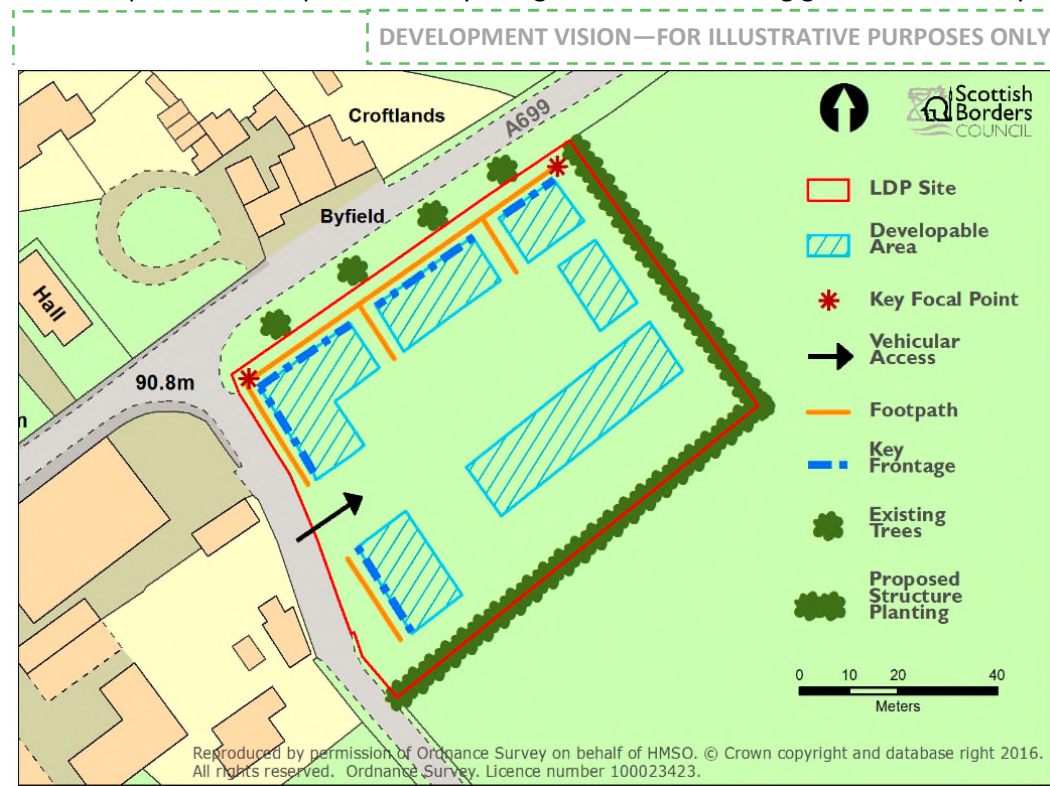 DEVELOPMENT VISION—FOR ILLUSTRATIVE PURPOSES ONLY
Croftlands
A699
Byfield
Hall
90.8m
Scottish
Borders
COUNCIL
LDP Site
Developable
Area
Key Focal Point
Vehicular
Access
Footpath
Key
Frontage
Existing
Trees
Proposed
Structure
Planting
0 10 20 40
Meters
Reproduced by permission of Ordnance Survey on behalf of HMSO. © Crown copyright and database right 2016.
All rights reserved. Ordnance Survey. Licence number 100023423.